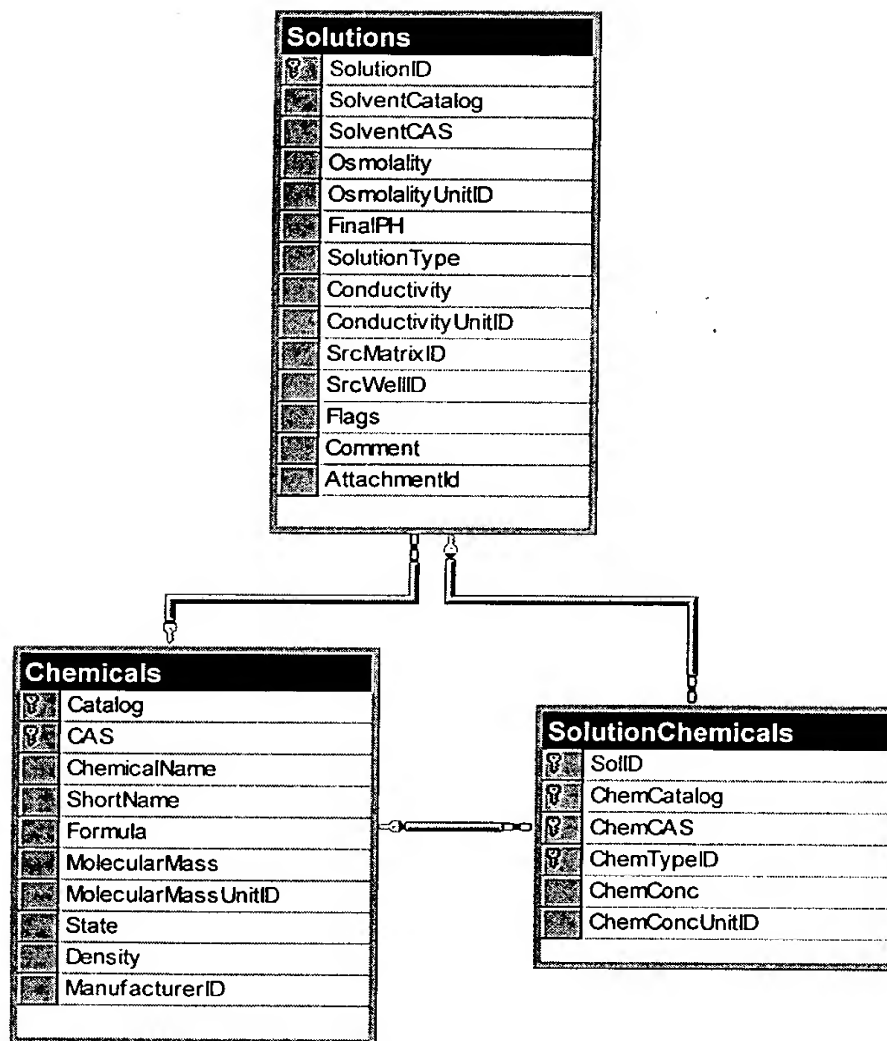 Solutions
SolutionID
SolventCatalog
SolventCAS
Osmolality
OsmolalityUnitID
FinalPH
SolutionType
Conductivity
ConductivityUnitID
SrcMatrixID
SrcWellID
Flags
Comment
AttachmentId
Chemicals
Catalog
CAS
ChemicalName
ShortName
Formula
MolecularMass
MolecularMassUnitID
State
Density
ManufacturerID
SolutionChemicals
SolID
ChemCatalog
ChemCAS
ChemTypeID
ChemConc
ChemConcUnitID